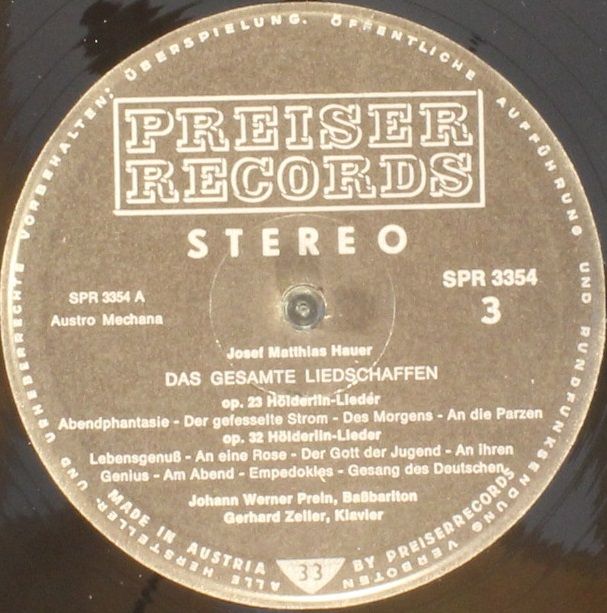 ALLE HERSTELLER- UND URHEBERRECHTE VORBEHALTEN; ÜBERSPIELUNG. ÖFFENTLICHE AUFFÜHRUNG UND RUNDFUNKSENDUNG VERBOTEN
PREISER
RECORDS
STEREO
SPR 3354 A
Austro Mechana
SPR 3354
3
Josef Matthias Hauer
DAS GESAMTE LIEDSCHAFFEN
op. 23 Hölderlin-Lieder
Abendphantasie - Der gefesselte Strom - Des Morgens - An die Parzen
op. 32 Hölderlin-Lieder
Lebensgenuß - An eine Rose - Der Gott der Jugend - An ihren
Genius - Am Abend - Empedokles - Gesang des Deutschen
Johann Werner Prein, Baßbariton
Gerhard Zeller, Klavier
MADE IN AUSTRIA
33
BY PREISERRECORDS